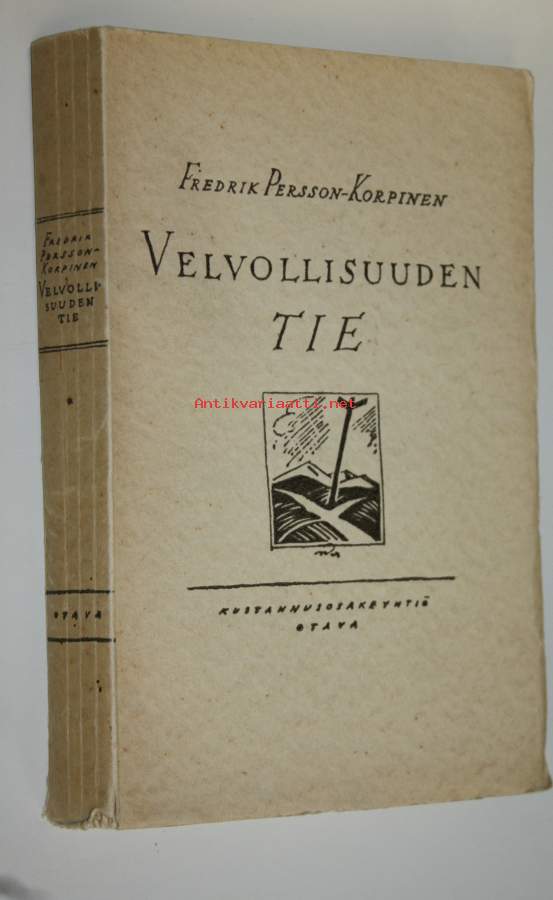 FREDRIK PERSSON-KORPINEN
VELVOLLISUUDEN
TIE
Antikvariaatti.net
KUSTANNUSOSAKEYHTIÖ
OTAVA
FREDRIK
PERSSON-
KORPINEN
VELVOLLI-
SUUDEN
TIE
OTAVA